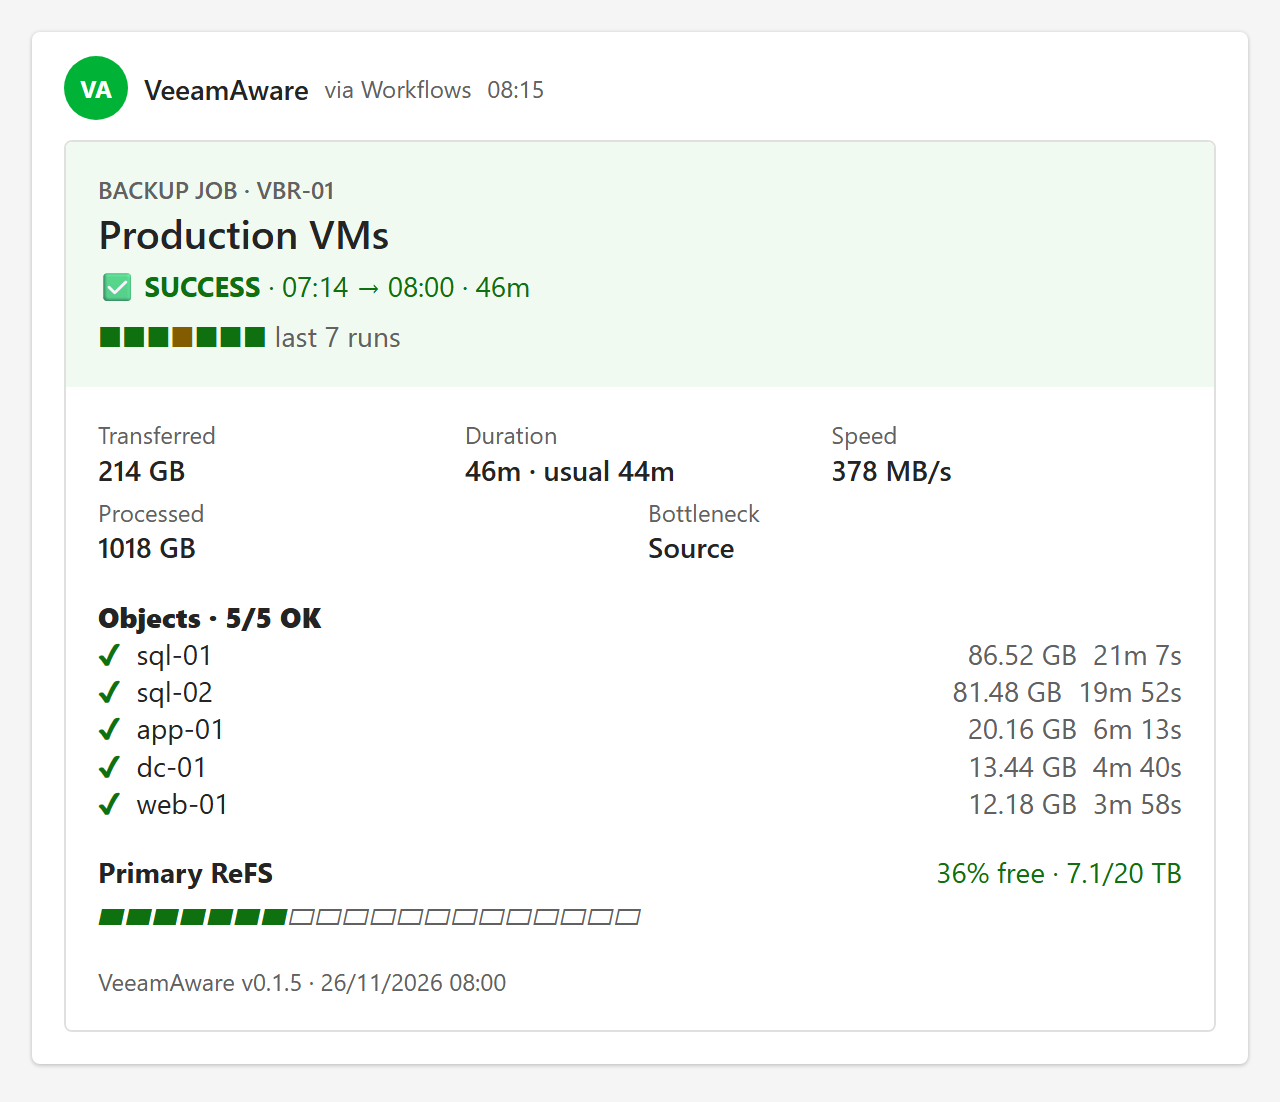 VA VeeamAware via Workflows 08:15
BACKUP JOB · VBR-01
Production VMs
✅ SUCCESS · 07:14 → 08:00 · 46m
■■■■■■■ last 7 runs
Transferred Duration Speed
214 GB 46m · usual 44m 378 MB/s
Processed Bottleneck
1018 GB Source
Objects · 5/5 OK
✔ sql-01 86.52 GB 21m 7s
✔ sql-02 81.48 GB 19m 52s
✔ app-01 20.16 GB 6m 13s
✔ dc-01 13.44 GB 4m 40s
✔ web-01 12.18 GB 3m 58s
Primary ReFS 36% free · 7.1/20 TB
▰▰▰▰▰▰▰▱▱▱▱▱▱▱▱▱▱▱▱▱
VeeamAware v0.1.5 · 26/11/2026 08:00